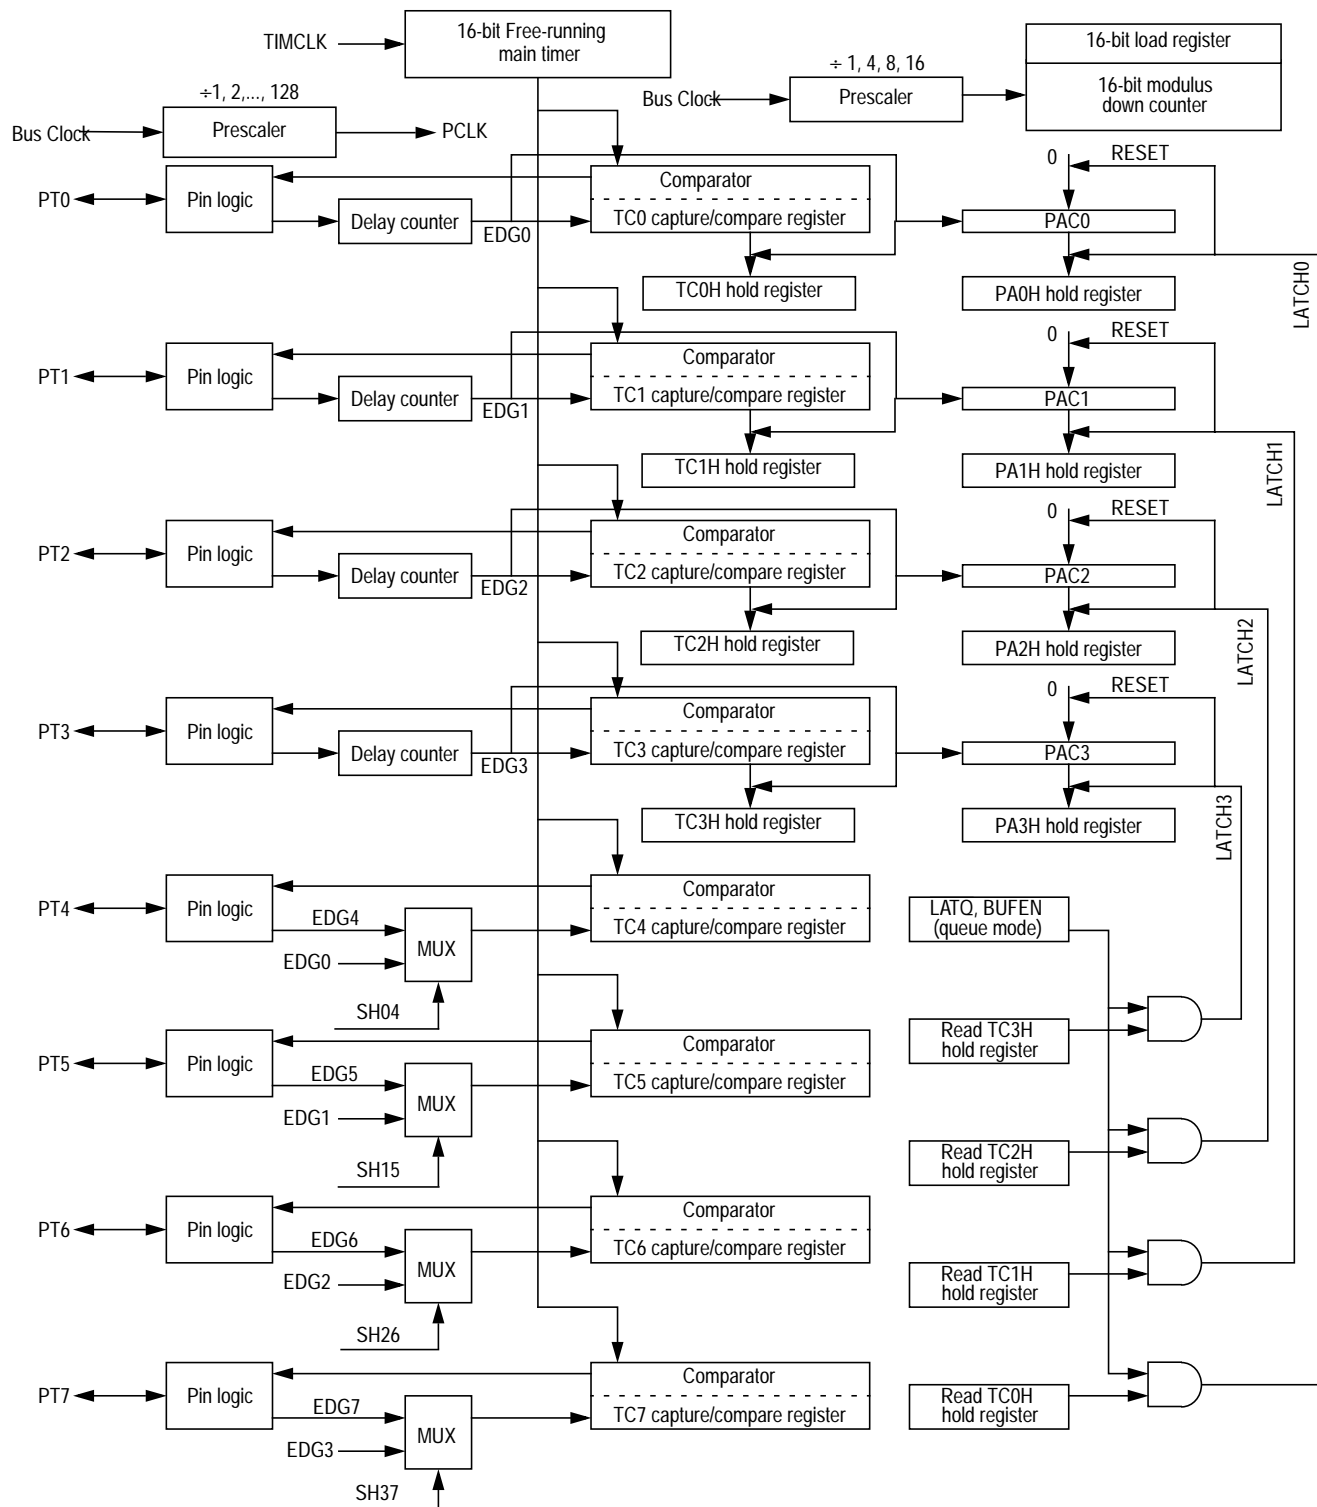 16-bit Free-running
main timer
TIMCLK
16-bit load register
16-bit modulus
down counter
÷ 1, 4, 8, 16
Bus Clock
Prescaler
÷1, 2,..., 128
Bus Clock
Prescaler
PCLK
PT0
Pin logic
Delay counter
EDG0
Comparator
TC0 capture/compare register
TC0H hold register
0
RESET
PAC0
PA0H hold register
LATCH0
PT1
Pin logic
Delay counter
EDG1
Comparator
TC1 capture/compare register
TC1H hold register
0
RESET
PAC1
PA1H hold register
LATCH1
PT2
Pin logic
Delay counter
EDG2
Comparator
TC2 capture/compare register
TC2H hold register
0
RESET
PAC2
PA2H hold register
LATCH2
PT3
Pin logic
Delay counter
EDG3
Comparator
TC3 capture/compare register
TC3H hold register
0
RESET
PAC3
PA3H hold register
LATCH3
PT4
Pin logic
EDG4
EDG0
MUX
SH04
Comparator
TC4 capture/compare register
LATQ, BUFEN
(queue mode)
PT5
Pin logic
EDG5
EDG1
MUX
SH15
Comparator
TC5 capture/compare register
Read TC3H
hold register
Read TC2H
hold register
PT6
Pin logic
EDG6
EDG2
MUX
SH26
Comparator
TC6 capture/compare register
Read TC1H
hold register
PT7
Pin logic
EDG7
EDG3
MUX
SH37
Comparator
TC7 capture/compare register
Read TC0H
hold register